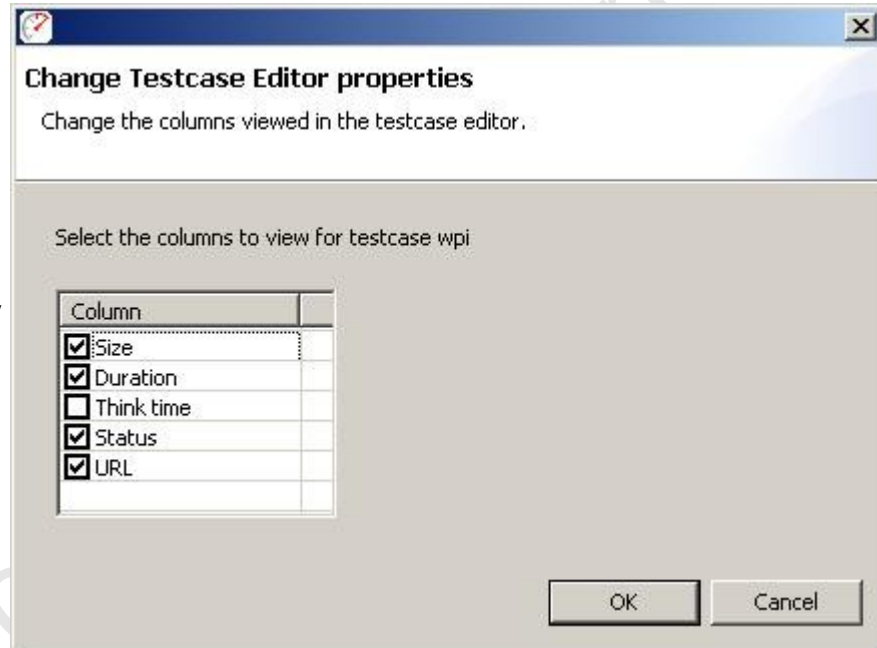 Change Testcase Editor properties
Change the columns viewed in the testcase editor.
Select the columns to view for testcase wpi
Column
Size
Duration
Think time
Status
URL
OK
Cancel